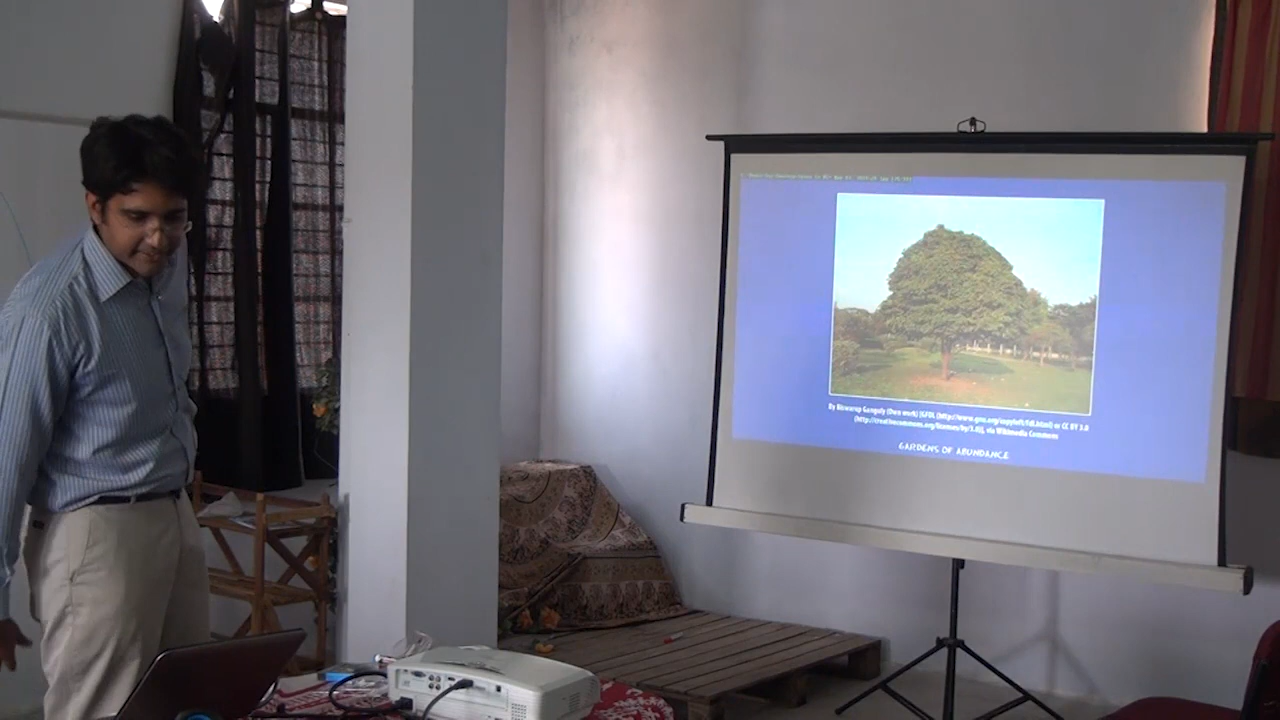 By Biswarup Ganguly (Own work) [GFDL (http://www.gnu.org/copyleft/fdl.html) or CC BY 3.0
(http://creativecommons.org/licenses/by/3.0)], via Wikimedia Commons
GARDENS OF ABUNDANCE